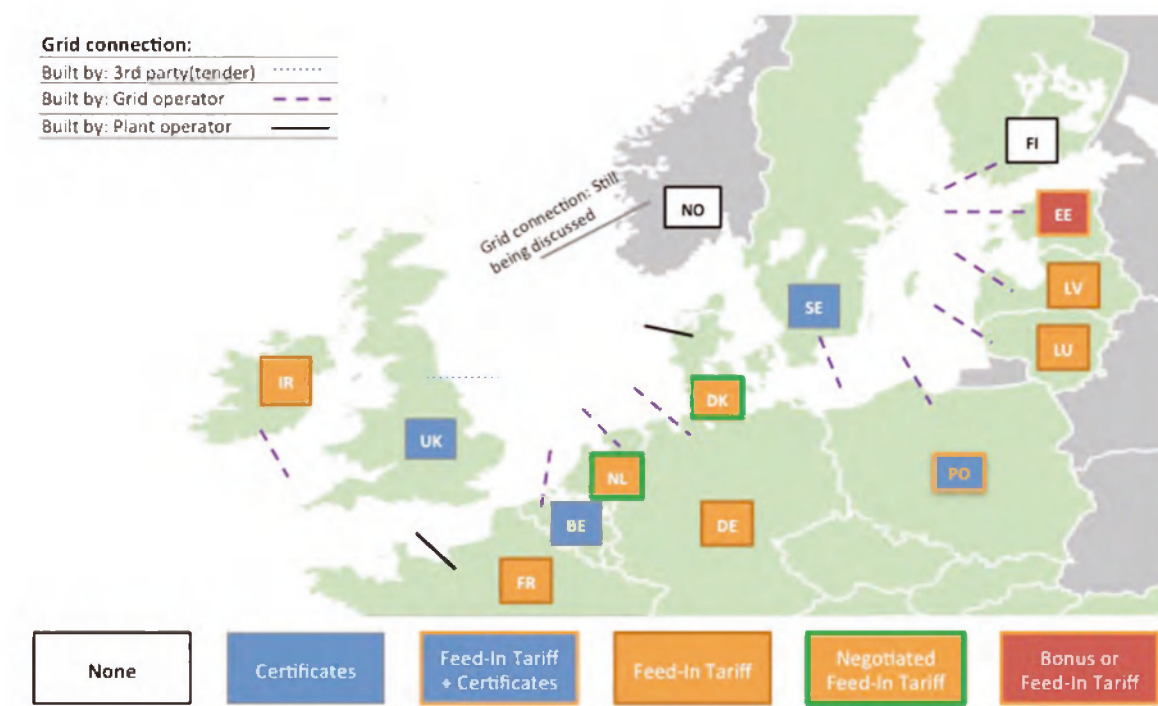 Grid connection:
Built by: 3rd party(tender)
Built by: Grid operator
Built by: Plant operator
Grid connection: Still
being discussed
NO
FI
EE
LV
LU
SE
DK
IR
UK
NL
BE
DE
PO
FR
None
Certificates
Feed-In Tariff
+ Certificates
Feed-In Tariff
Negotiated
Feed-In Tariff
Bonus or
Feed-In Tariff